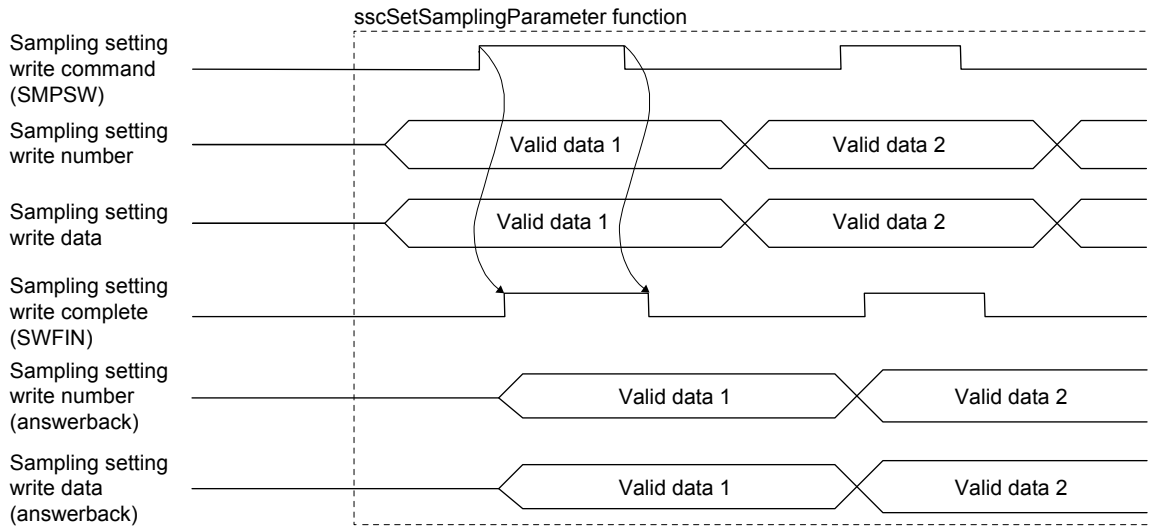 sscSetSamplingParameter function
Sampling setting
write command
(SMPSW)
Sampling setting
write number
Valid data 1
Valid data 2
Sampling setting
write data
Valid data 1
Valid data 2
Sampling setting
write complete
(SWFIN)
Sampling setting
write number
(answerback)
Valid data 1
Valid data 2
Sampling setting
write data
(answerback)
Valid data 1
Valid data 2